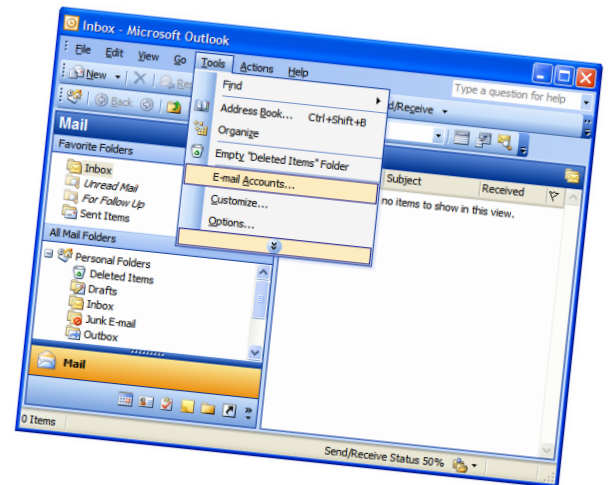 Inbox - Microsoft Outlook
File Edit View Go Tools Actions Help
Type a question for help
New
Back
d/Receive
Find
Address Book... Ctrl+Shift+B
Organize
Empty "Deleted Items" Folder
E-mail Accounts...
Customize...
Options...
Mail
Favorite Folders
Inbox
Unread Mail
For Follow Up
Sent Items
All Mail Folders
Personal Folders
Deleted Items
Drafts
Inbox
Junk E-mail
Outbox
Mail
Subject Received
no items to show in this view.
0 Items
Send/Receive Status 50%